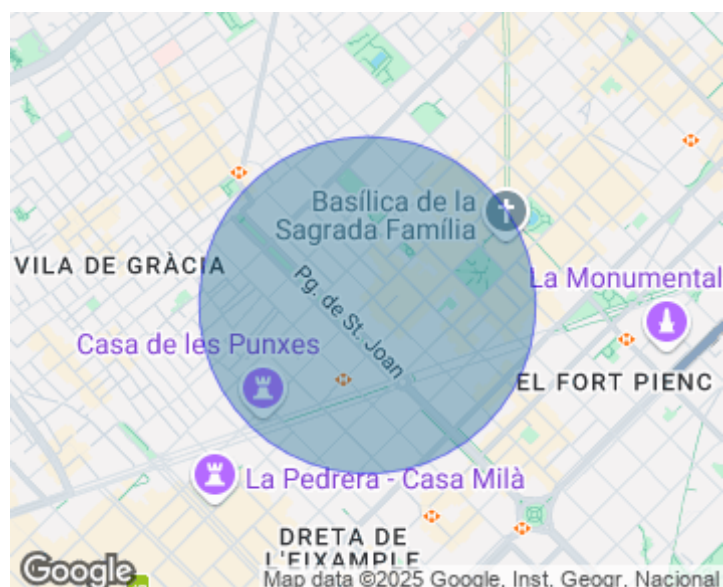 Basílica de la
Sagrada Família
VILA DE GRÀCIA
La Monumental
Pg. de St. Joan
Casa de les Punxes
EL FORT PIENC
La Pedrera - Casa Milà
DRETA DE
L'EIXAMPLE
Google
Map data ©2025 Google, Inst. Geogr. Nacional